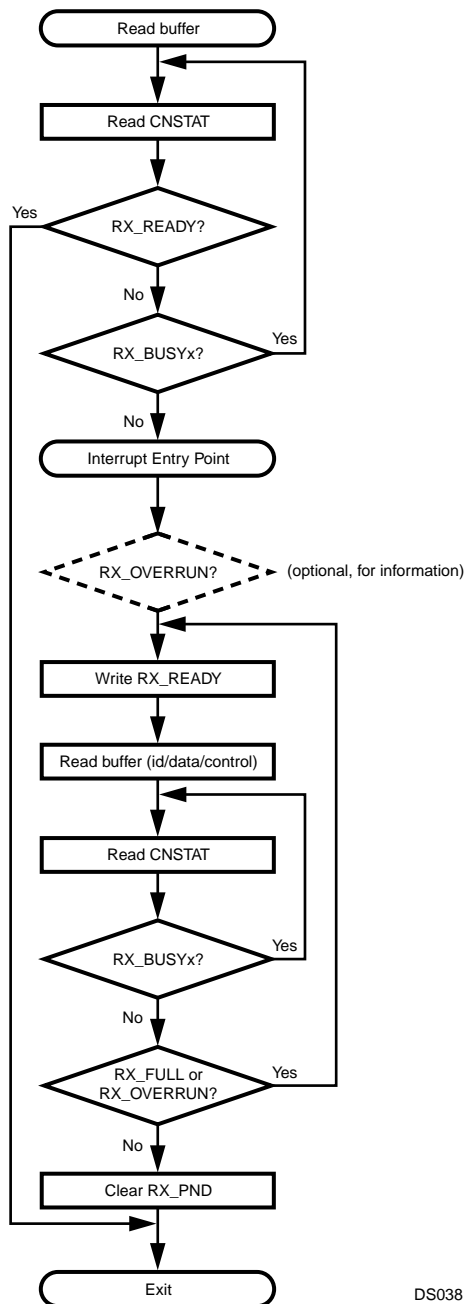 Read buffer
Read CNSTAT
Yes
RX_READY?
No
RX_BUSYx?
Yes
No
Interrupt Entry Point
RX_OVERRUN?
(optional, for information)
Write RX_READY
Read buffer (id/data/control)
Read CNSTAT
RX_BUSYx?
Yes
No
RX_FULL or
RX_OVERRUN?
Yes
No
Clear RX_PND
Exit
DS038